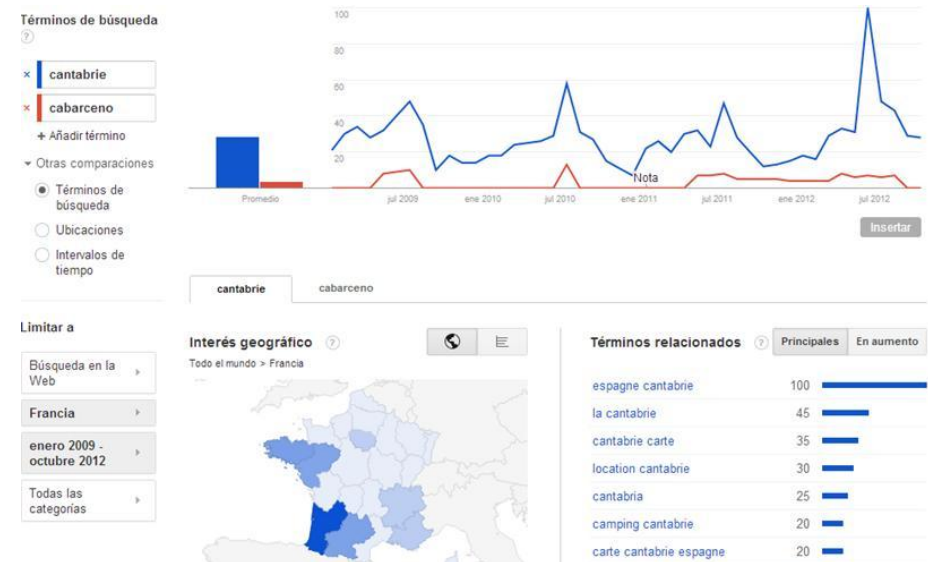 Términos de búsqueda
?
× cantabrie
× cabarceno
+ Añadir término
Otras comparaciones
Términos de
búsqueda
Ubicaciones
Intervalos de
tiempo
Limitar a
Búsqueda en la
Web
Francia
enero 2009 -
octubre 2012
Todas las
categorías
100
80
60
40
20
Nota
Promedio
jul 2009
ene 2010
jul 2010
ene 2011
jul 2011
ene 2012
jul 2012
Insertar
cantabrie
cabarceno
Interés geográfico ?
Todo el mundo > Francia
Términos relacionados ?
Principales
En aumento
espagne cantabrie 100
la cantabrie 45
cantabrie carte 35
location cantabrie 30
cantabria 25
camping cantabrie 20
carte cantabrie espagne 20